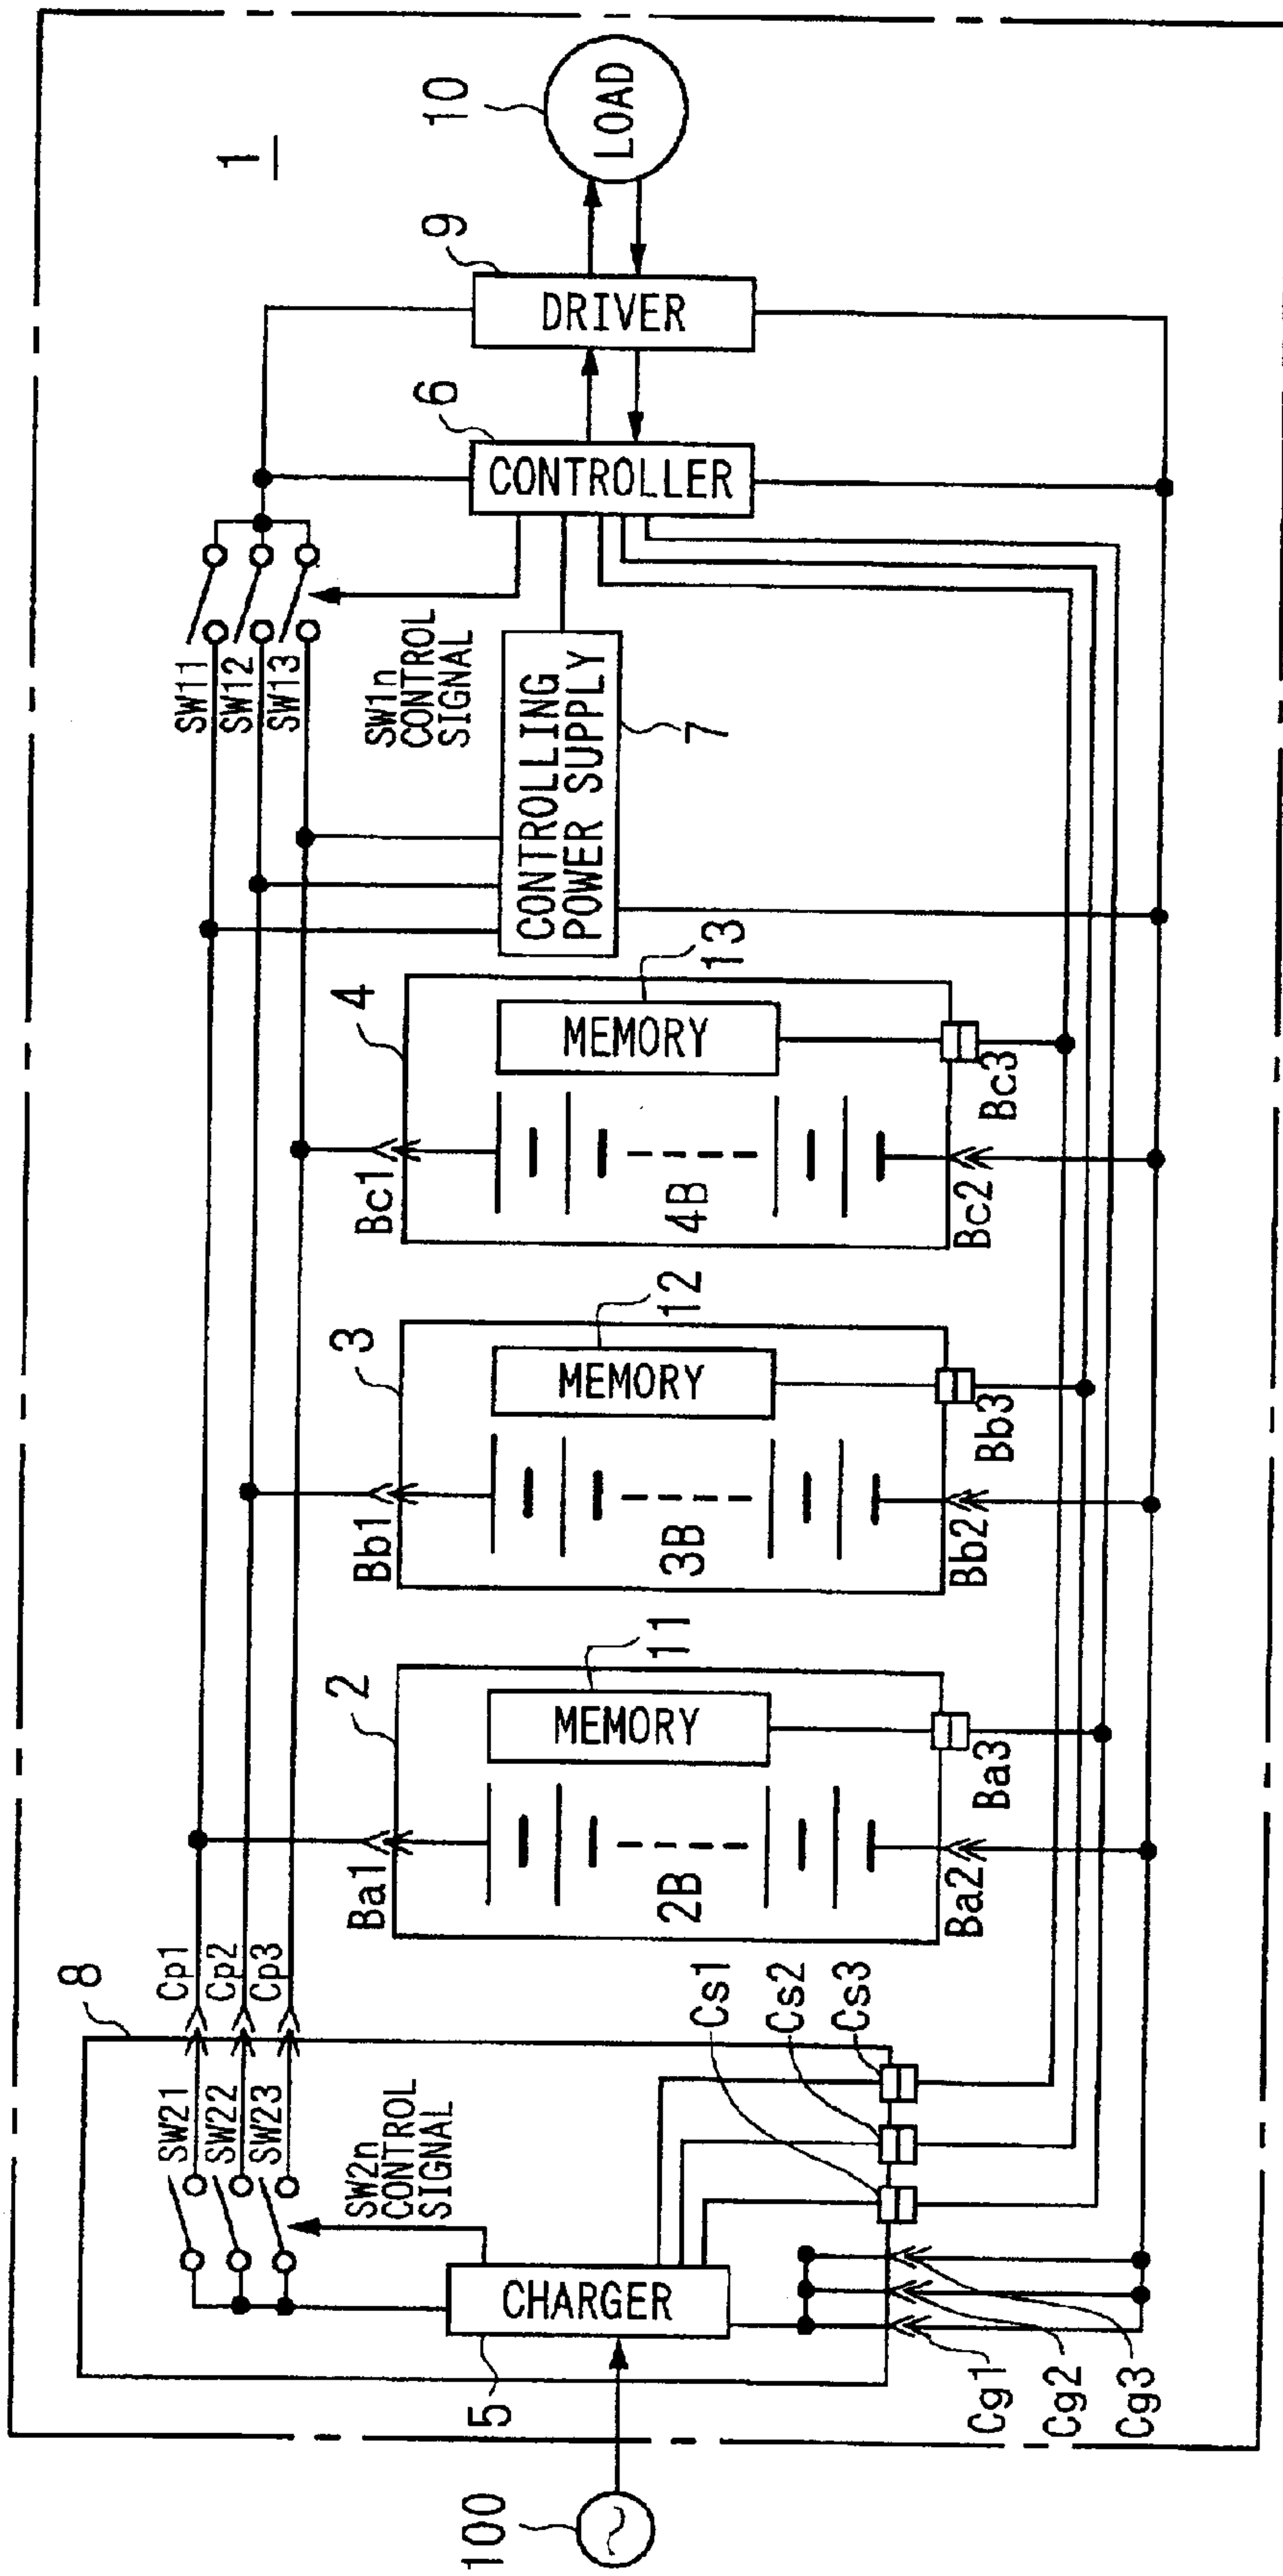 1
8
SW21
SW22
SW23
Cp1
Cp2
Cp3
SW2n
CONTROL
SIGNAL
CHARGER
5
100
Cg1
Cg2
Cg3
Cs1
Cs2
Cs3
2
Ba1
MEMORY
11
2B
Ba2
Ba3
3
Bb1
MEMORY
12
3B
Bb2
Bb3
4
Bc1
MEMORY
13
4B
Bc2
Bc3
SW11
SW12
SW13
SW1n
CONTROL
SIGNAL
CONTROLLING
POWER SUPPLY
7
6
CONTROLLER
9
DRIVER
10
LOAD